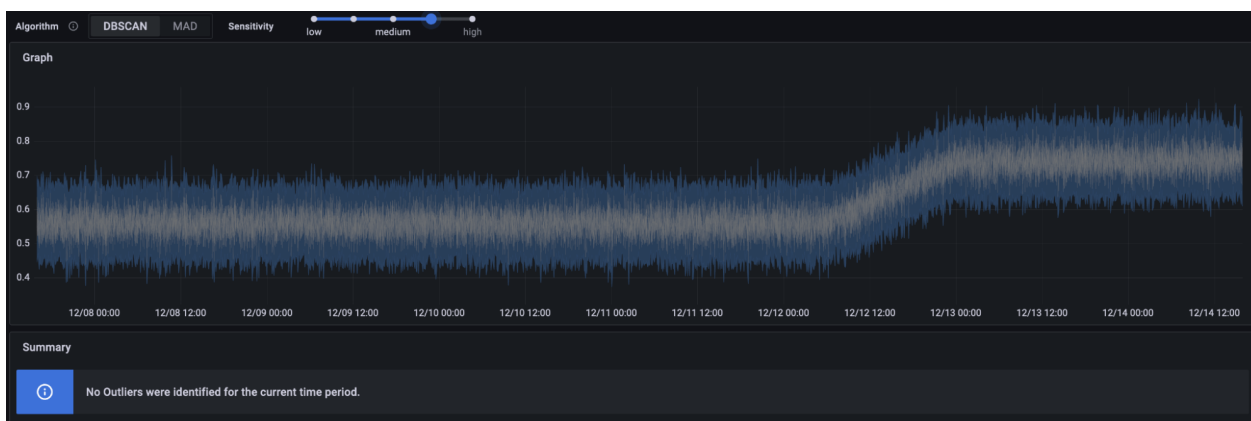 Algorithm DBSCAN MAD Sensitivity low medium high
Graph
0.9
0.8
0.7
0.6
0.5
0.4
12/08 00:00 12/08 12:00 12/09 00:00 12/09 12:00 12/10 00:00 12/10 12:00 12/11 00:00 12/11 12:00 12/12 00:00 12/12 12:00 12/13 00:00 12/13 12:00 12/14 00:00 12/14 12:00
Summary
No Outliers were identified for the current time period.